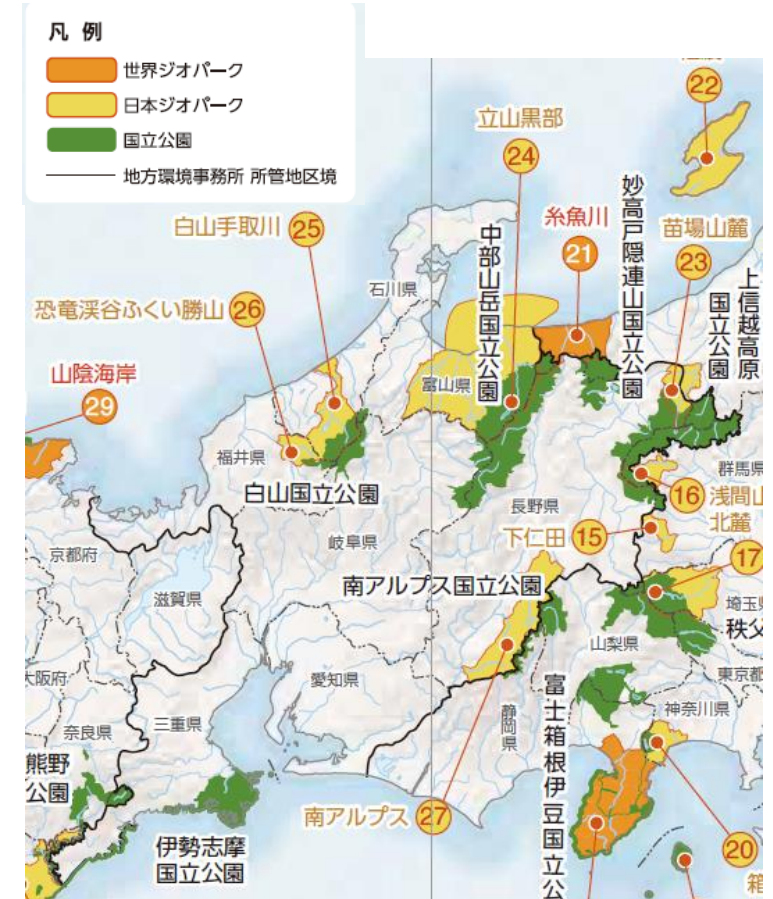 凡 例
世界ジオパーク
日本ジオパーク
国立公園
地方環境事務所 所管地区境
22
立山黒部
24
妙高戸隠連山国立公園
糸魚川
21
苗場山麓
23
上信越高原
国立公園
白山手取川 25
中部山岳国立公園
石川県
恐竜渓谷ふくい勝山 26
山陰海岸
29
富山県
福井県
白山国立公園
群馬県
長野県
16 浅間山
北麓
下仁田 15
17
京都府
岐阜県
滋賀県
南アルプス国立公園
埼玉県
秩父
山梨県
大阪府
愛知県
東京都
奈良県
三重県
静岡県
神奈川県
富士箱根伊豆国立公
熊野
公園
南アルプス 27
伊勢志摩
国立公園
20
箱